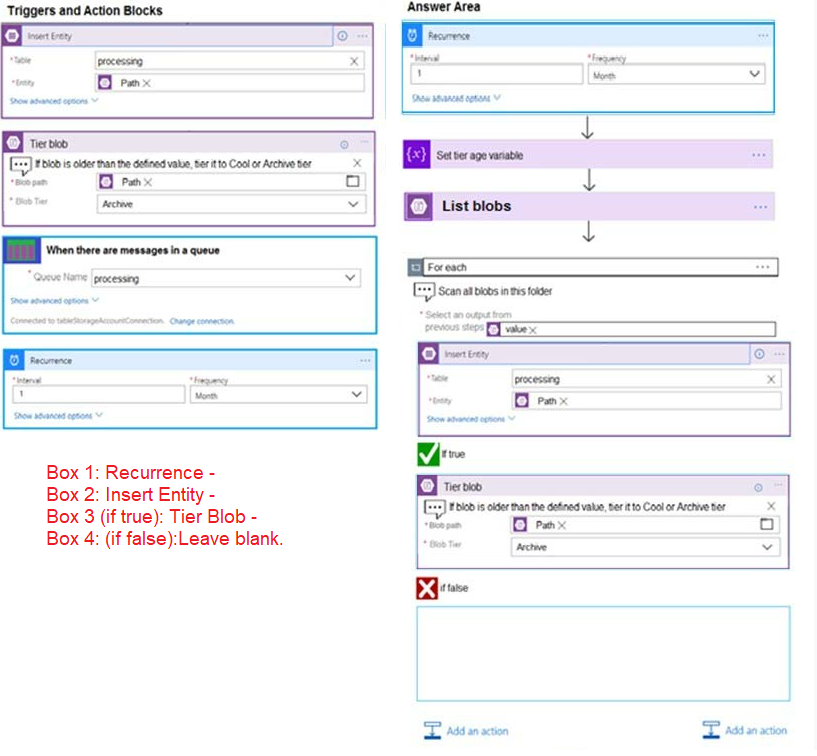 Triggers and Action Blocks
Insert Entity
*Table
processing
*Entity
Path
Show advanced options
Tier blob
If blob is older than the defined value, tier it to Cool or Archive tier
*Blob path
Path
* Blob Tier
Archive
When there are messages in a queue
* Queue Name
processing
Show advanced options
Connected to tableStorageAccountConnection. Change connection.
Recurrence
*Interval
*Frequency
1
Month
Show advanced options
Box 1: Recurrence -
Box 2: Insert Entity -
Box 3 (if true): Tier Blob -
Box 4: (if false):Leave blank.
Answer Area
Recurrence
*Interval
*Frequency
1
Month
Show advanced options
{x} Set tier age variable
List blobs
For each
Scan all blobs in this folder
* Select an output from
previous steps
value
Insert Entity
*Table
processing
*Entity
Path
Show advanced options
If true
Tier blob
If blob is older than the defined value, tier it to Cool or Archive tier
*Blob path
Path
* Blob Tier
Archive
if false
Add an action
Add an action